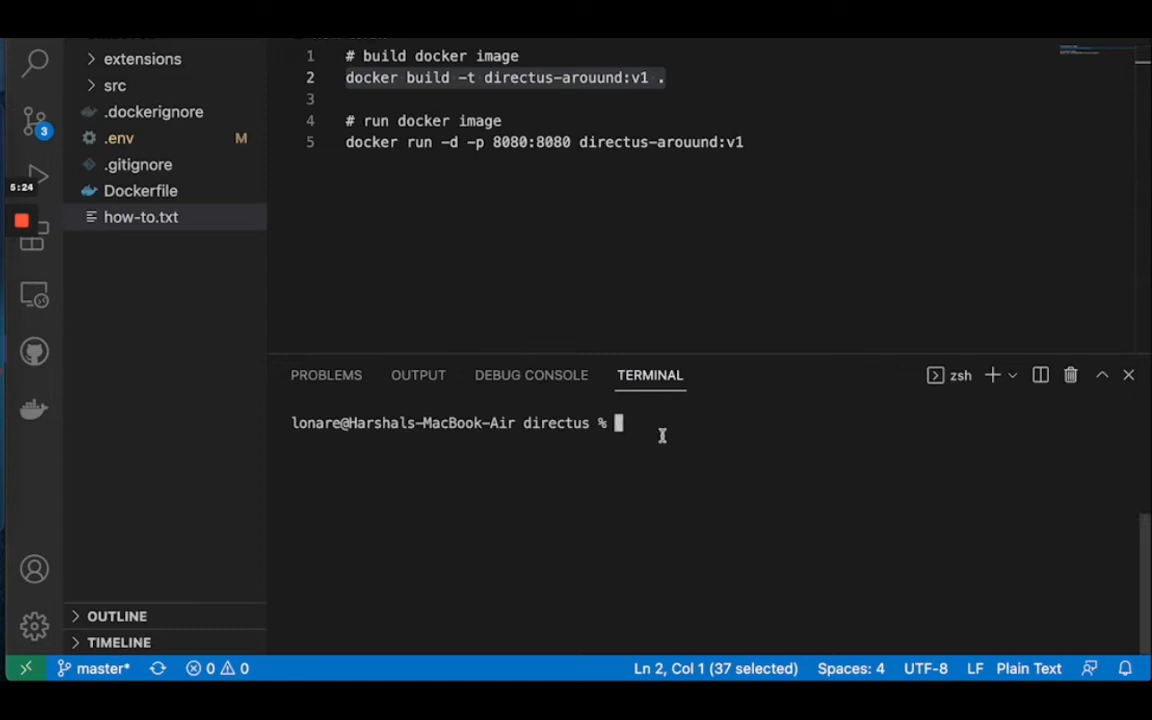 extensions
src
.dockerignore
.env M
.gitignore
Dockerfile
how-to.txt
3
5:24
1 # build docker image
2 docker build -t directus-arouund:v1 .
3
4 # run docker image
5 docker run -d -p 8080:8080 directus-arouund:v1
PROBLEMS OUTPUT DEBUG CONSOLE TERMINAL zsh
lonare@Harshals-MacBook-Air directus %
OUTLINE
TIMELINE
master* 0 0 Ln 2, Col 1 (37 selected) Spaces: 4 UTF-8 LF Plain Text